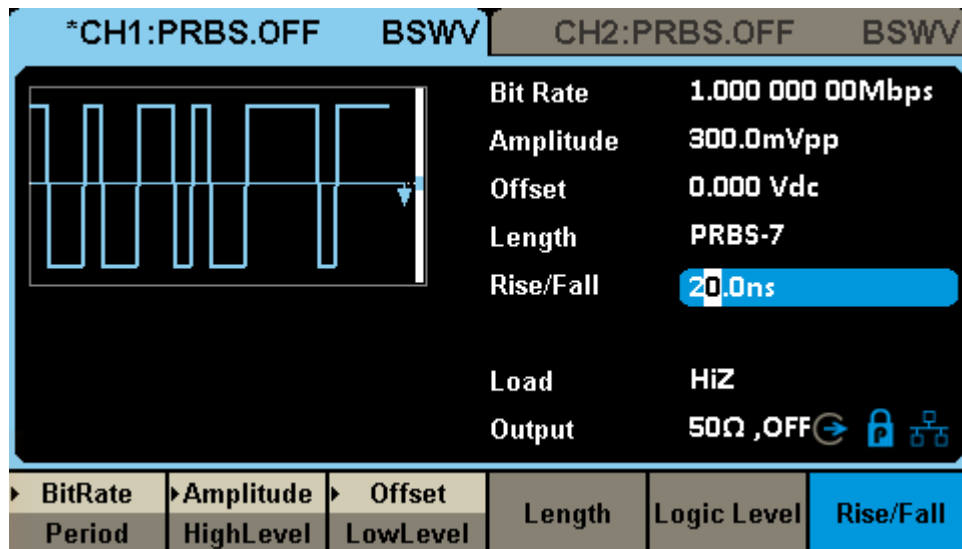 *CH1:PRBS.OFF BSWV CH2:PRBS.OFF BSWV
Bit Rate 1.000 000 00Mbps
Amplitude 300.0mVpp
Offset 0.000 Vdc
Length PRBS-7
Rise/Fall 20.0ns
Load HiZ
Output 50Ω ,OFF P
BitRate Amplitude Offset Length Logic Level Rise/Fall
Period HighLevel LowLevel